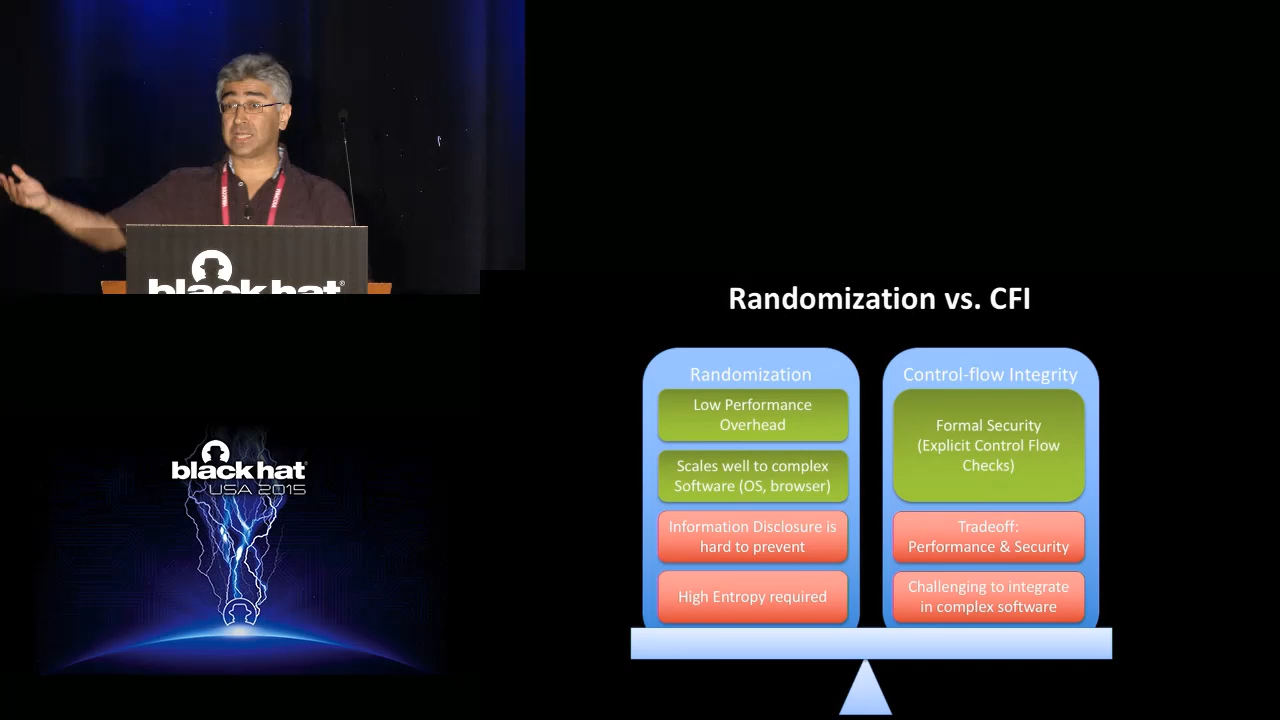 black hat®
Randomization vs. CFI
Randomization
Low Performance
Overhead
Scales well to complex
Software (OS, browser)
Information Disclosure is
hard to prevent
High Entropy required
Control-flow Integrity
Formal Security
(Explicit Control Flow
Checks)
Tradeoff:
Performance & Security
Challenging to integrate
in complex software
black hat®
USA 2015